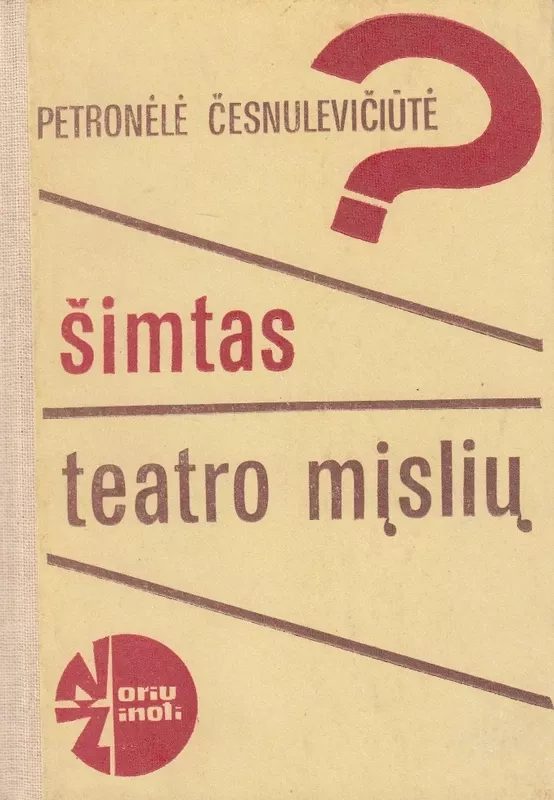 ?
PETRONĖLĖ ČESNULEVIČIŪTĖ
šimtas
teatro mįslių
Noriu
Žinoti